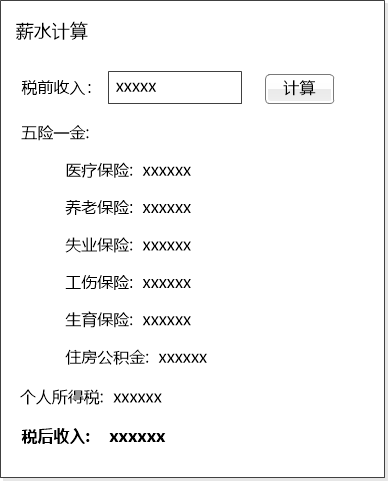 薪水计算
税前收入： xxxxx 计算
五险一金:
医疗保险: xxxxxx
养老保险: xxxxxx
失业保险: xxxxxx
工伤保险: xxxxxx
生育保险: xxxxxx
住房公积金: xxxxxx
个人所得税: xxxxxx
税后收入: xxxxxx